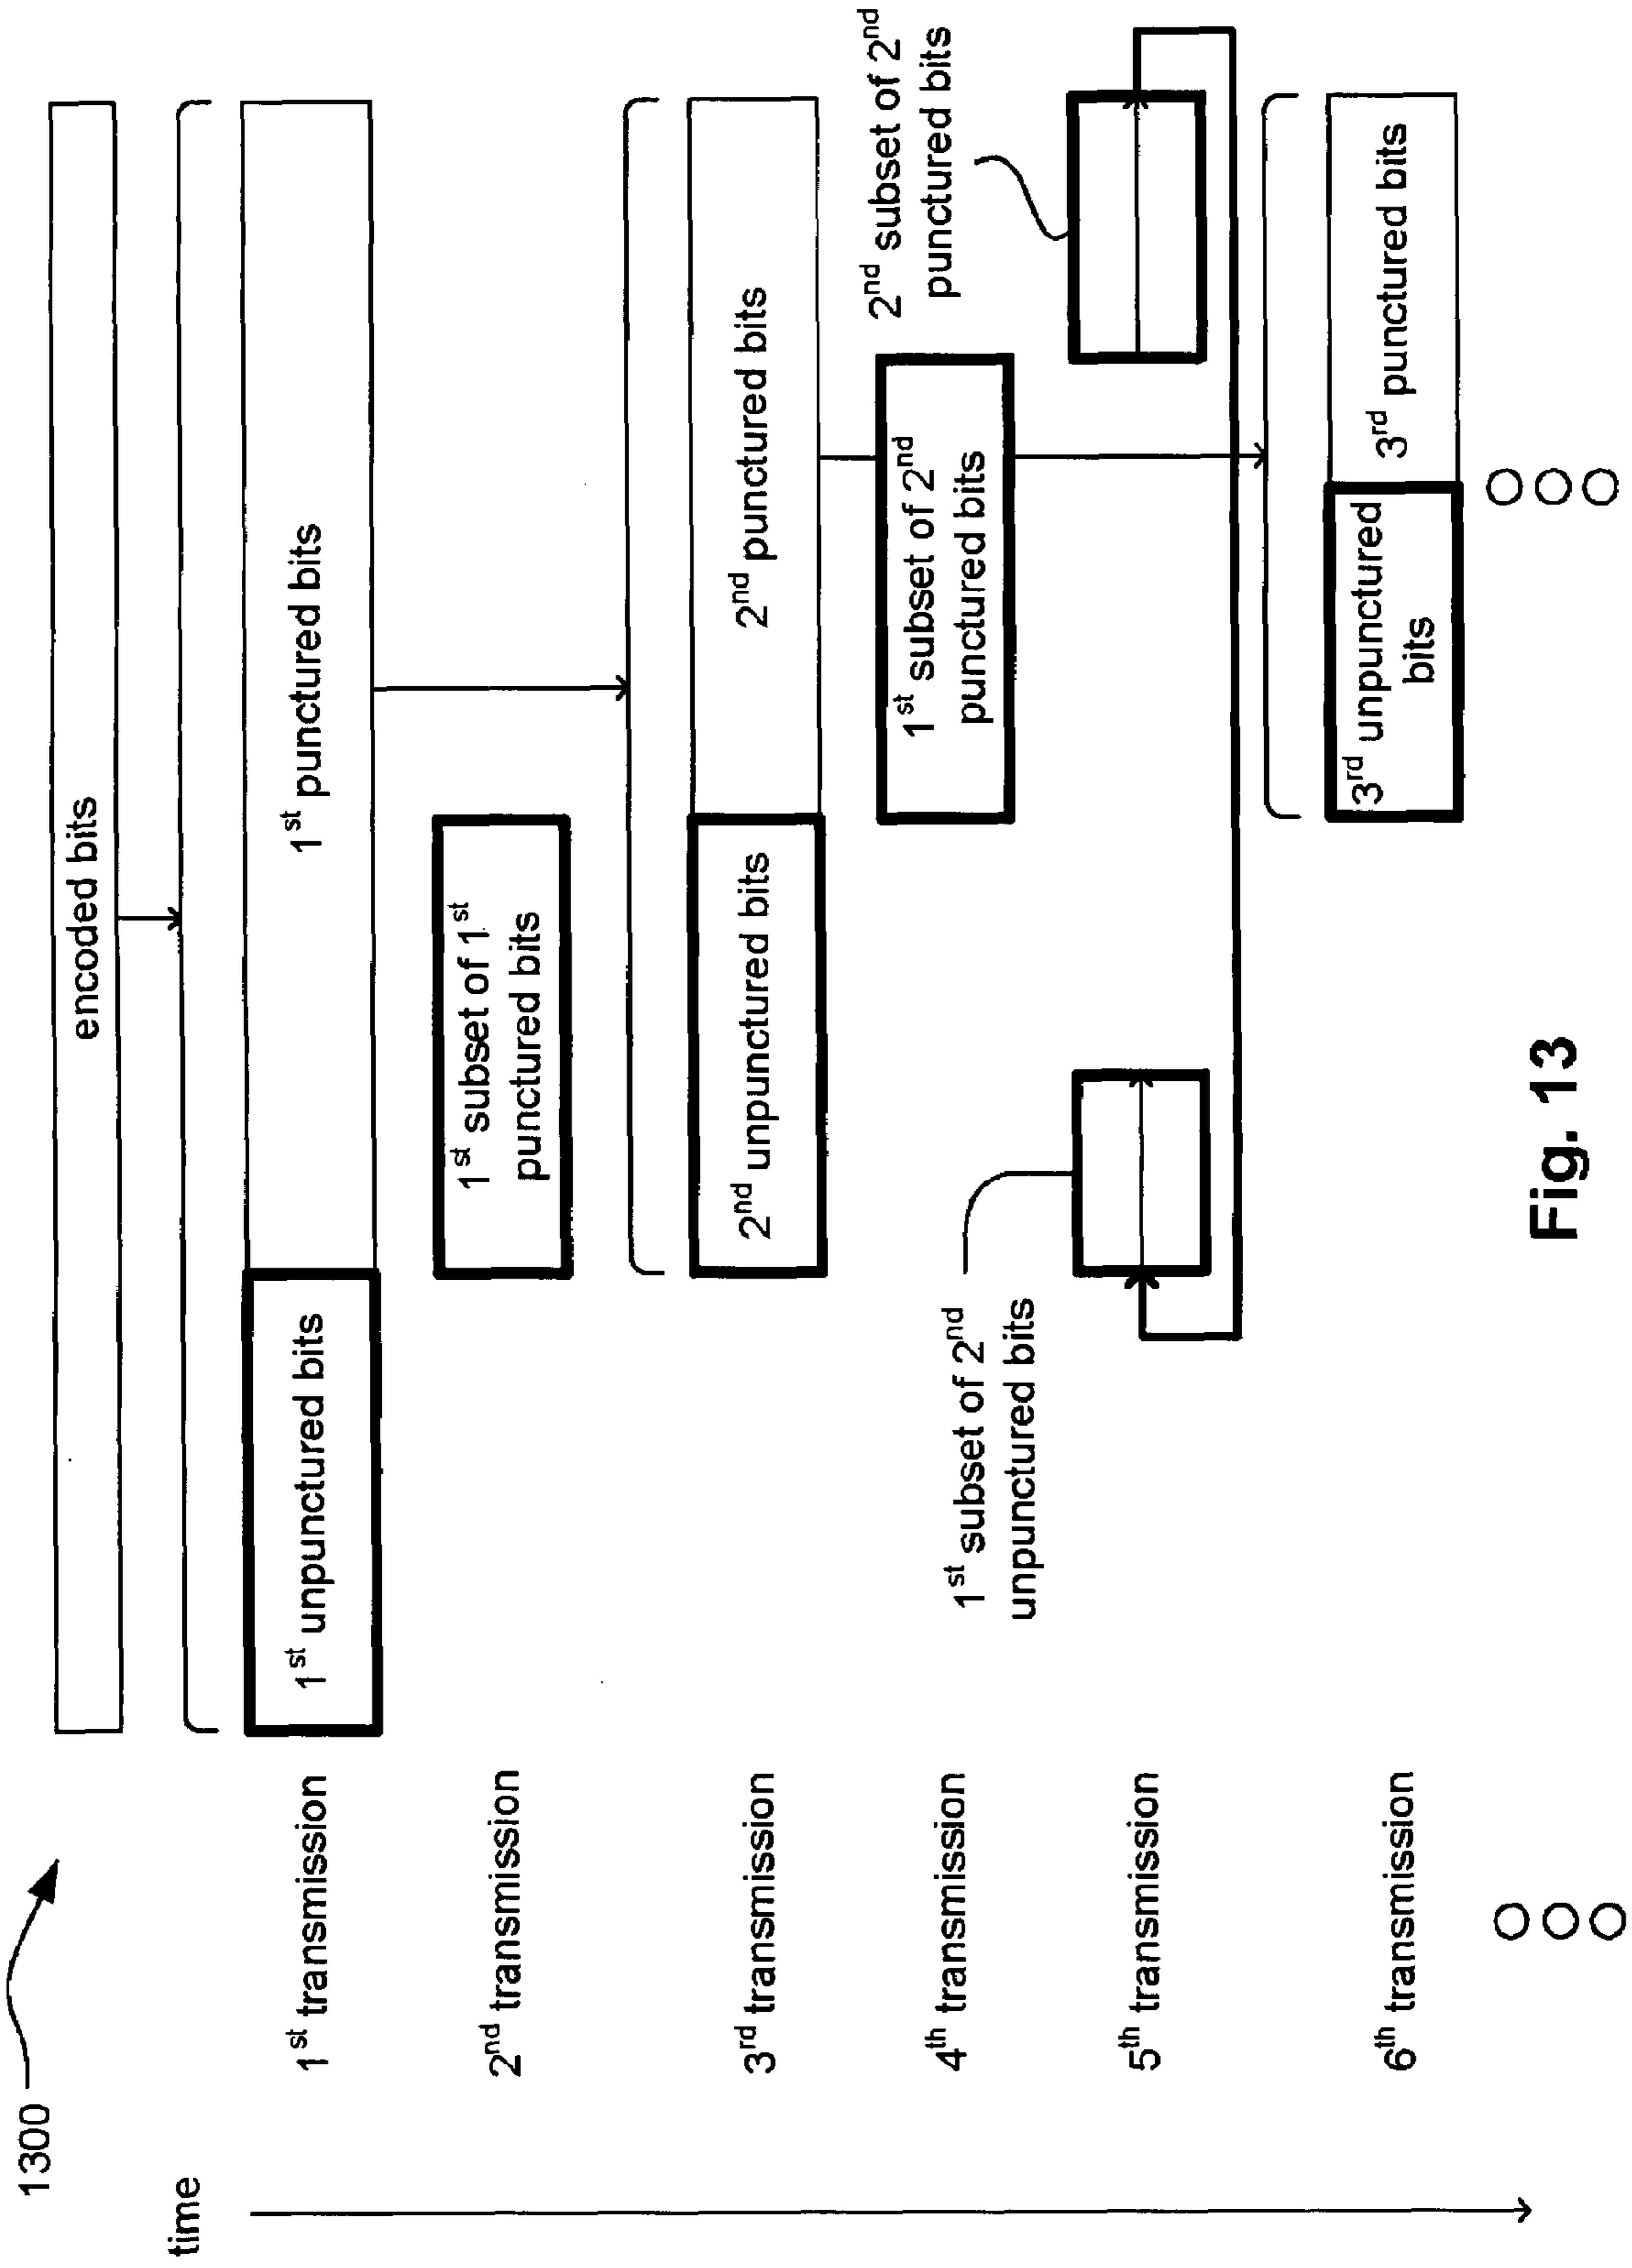 1300
time
encoded bits
1st transmission
1st unpunctured bits
1st punctured bits
2nd transmission
1st subset of 1st
punctured bits
3rd transmission
2nd unpunctured bits
2nd punctured bits
4th transmission
1st subset of 2nd
punctured bits
2nd subset of 2nd
punctured bits
1st subset of 2nd
unpunctured bits
5th transmission
6th transmission
3rd unpunctured
bits
3rd punctured bits
Fig. 13